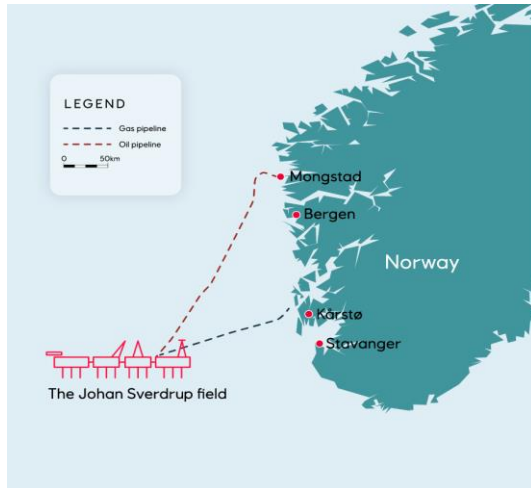 LEGEND
Gas pipeline
Oil pipeline
0 50km
Mongstad
Bergen
Norway
Kårstø
Stavanger
The Johan Sverdrup field